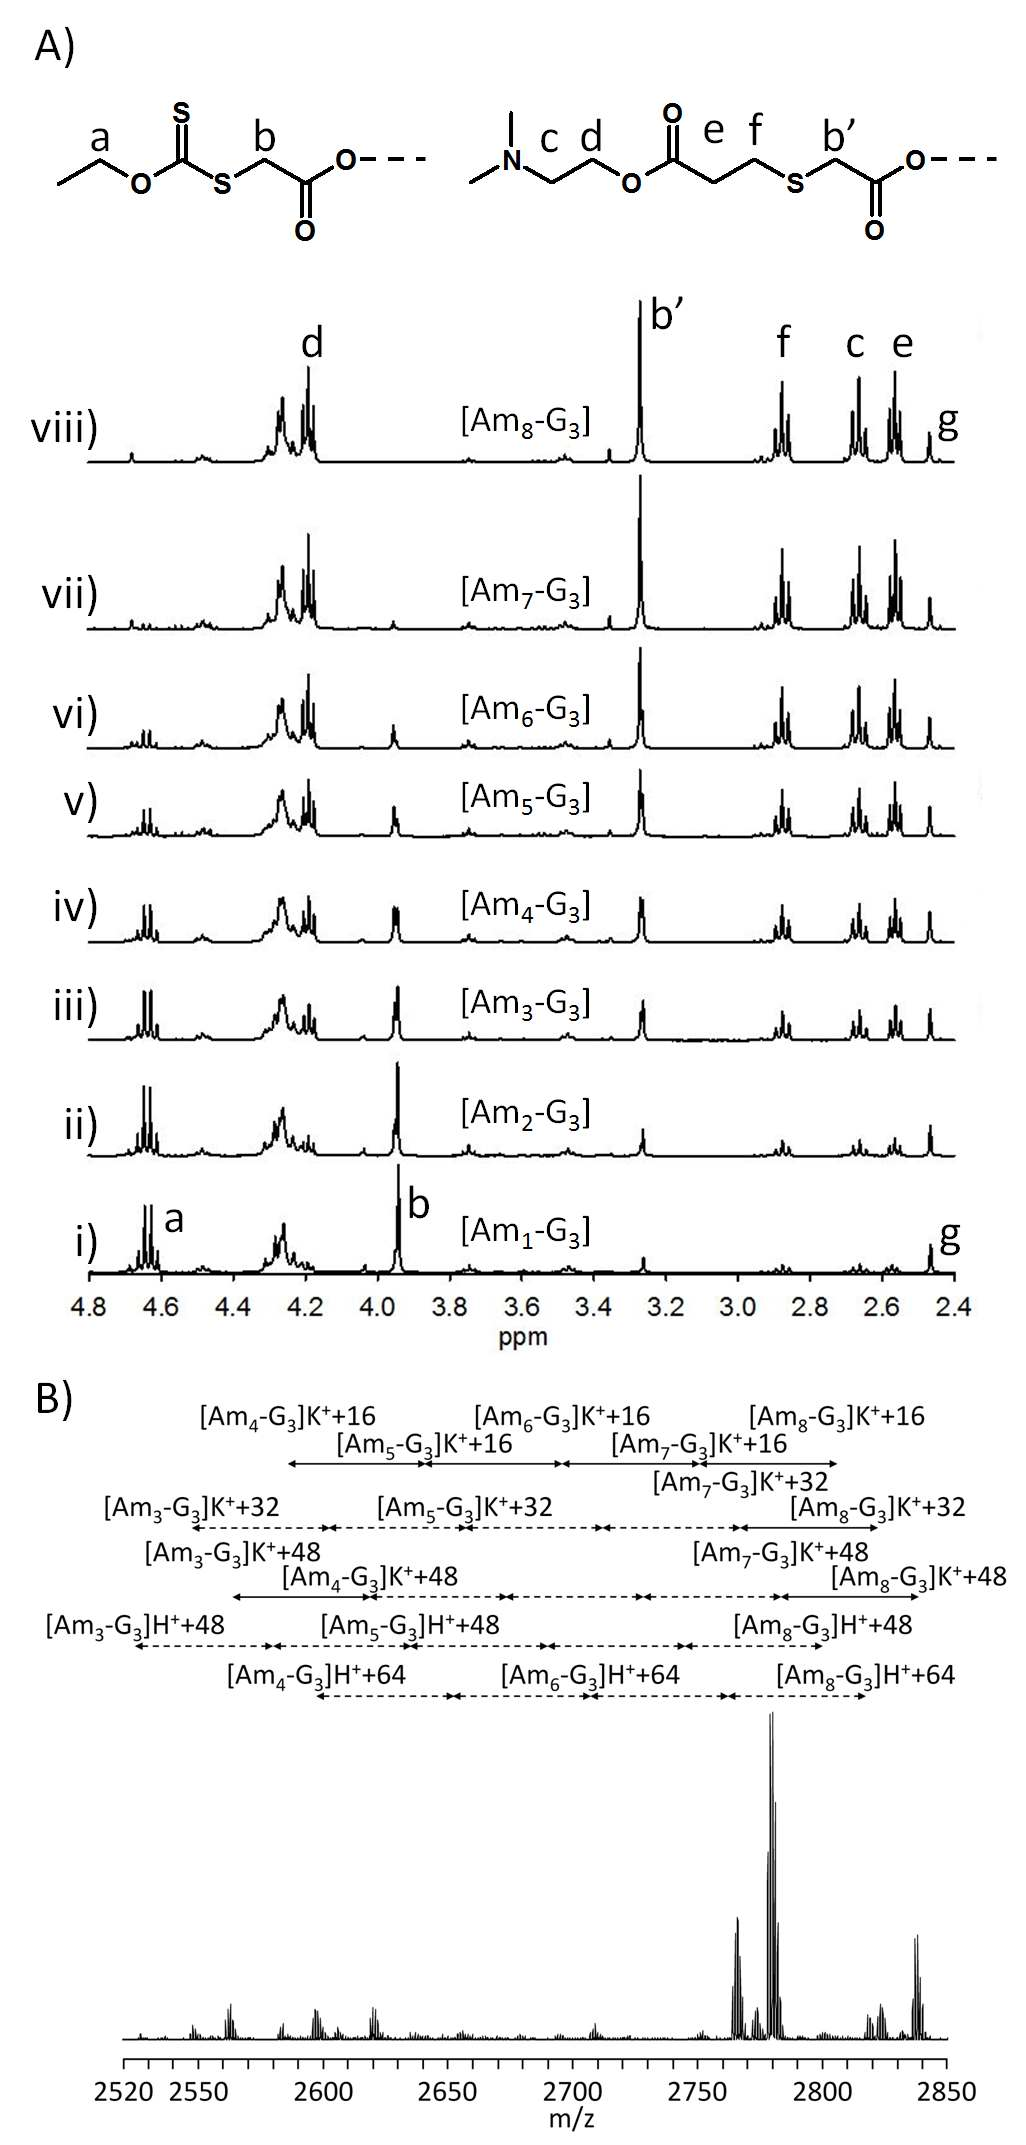 A)
a
S
b
O
S
O
O
N
c
d
O
O
e
f
S
b’
O
O
viii)
d
[Am8-G3]
b’
f
c
e
g
vii)
[Am7-G3]
vi)
[Am6-G3]
v)
[Am5-G3]
iv)
[Am4-G3]
iii)
[Am3-G3]
ii)
[Am2-G3]
i)
a
b
[Am1-G3]
g
4.8 4.6 4.4 4.2 4.0 3.8 3.6 3.4 3.2 3.0 2.8 2.6 2.4
ppm
B)
[Am4-G3]K++16 [Am6-G3]K++16 [Am8-G3]K++16
[Am5-G3]K++16 [Am7-G3]K++16
[Am7-G3]K++32
[Am3-G3]K++32 [Am5-G3]K++32 [Am8-G3]K++32
[Am3-G3]K++48 [Am7-G3]K++48
[Am4-G3]K++48 [Am8-G3]K++48
[Am3-G3]H++48 [Am5-G3]H++48 [Am8-G3]H++48
[Am4-G3]H++64 [Am6-G3]H++64 [Am8-G3]H++64
2520 2550 2600 2650 2700 2750 2800 2850
m/z